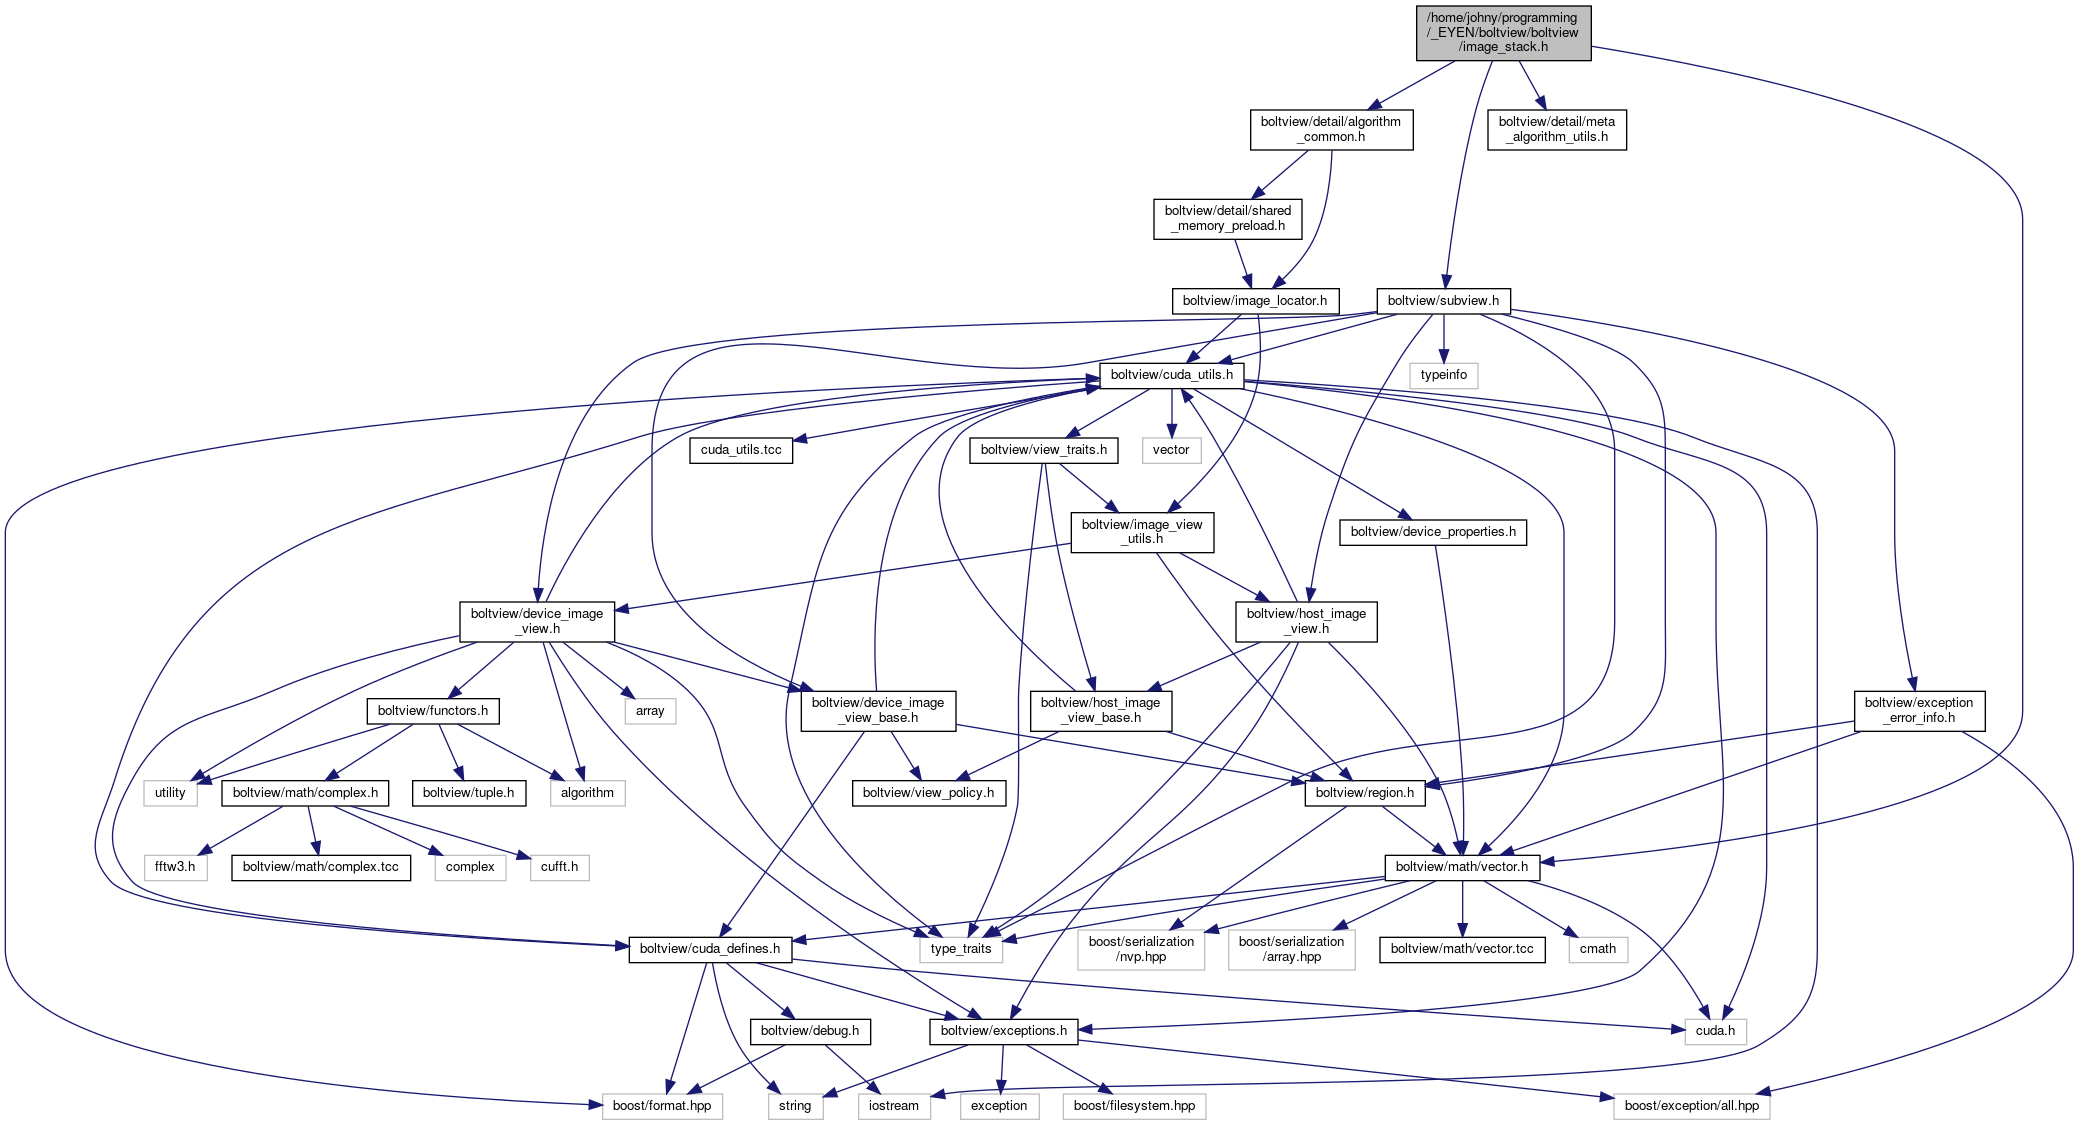 /home/johny/programming
/_EYEN/boltview/boltview
/image_stack.h
boltview/detail/algorithm
_common.h
boltview/detail/meta
_algorithm_utils.h
boltview/detail/shared
_memory_preload.h
boltview/image_locator.h
boltview/subview.h
boltview/cuda_utils.h
typeinfo
cuda_utils.tcc
boltview/view_traits.h
vector
boltview/image_view
_utils.h
boltview/device_properties.h
boltview/device_image
_view.h
boltview/host_image
_view.h
boltview/functors.h
array
boltview/device_image
_view_base.h
boltview/host_image
_view_base.h
boltview/exception
_error_info.h
utility
boltview/math/complex.h
boltview/tuple.h
algorithm
boltview/view_policy.h
boltview/region.h
fftw3.h
boltview/math/complex.tcc
complex
cufft.h
boltview/math/vector.h
boltview/cuda_defines.h
type_traits
boost/serialization
/nvp.hpp
boost/serialization
/array.hpp
boltview/math/vector.tcc
cmath
boltview/debug.h
boltview/exceptions.h
cuda.h
boost/format.hpp
string
iostream
exception
boost/filesystem.hpp
boost/exception/all.hpp